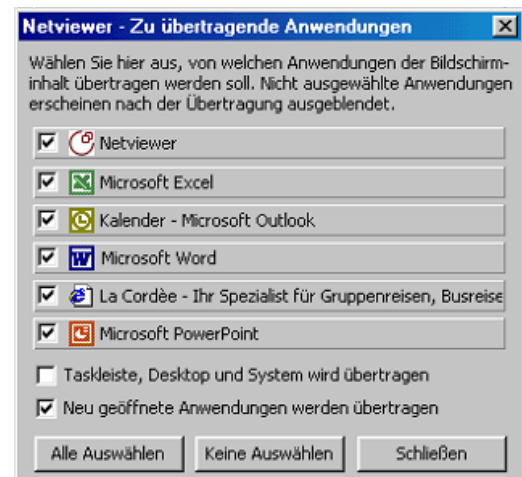 Netviewer - Zu übertragende Anwendungen
Wählen Sie hier aus, von welchen Anwendungen der Bildschirm-
inhalt übertragen werden soll. Nicht ausgewählte Anwendungen
erscheinen nach der Übertragung ausgeblendet.
Netviewer
Microsoft Excel
Kalender - Microsoft Outlook
Microsoft Word
La Cordèe - Ihr Spezialist für Gruppenreisen, Busreise
Microsoft PowerPoint
Taskleiste, Desktop und System wird übertragen
Neu geöffnete Anwendungen werden übertragen
Alle Auswählen
Keine Auswählen
Schließen